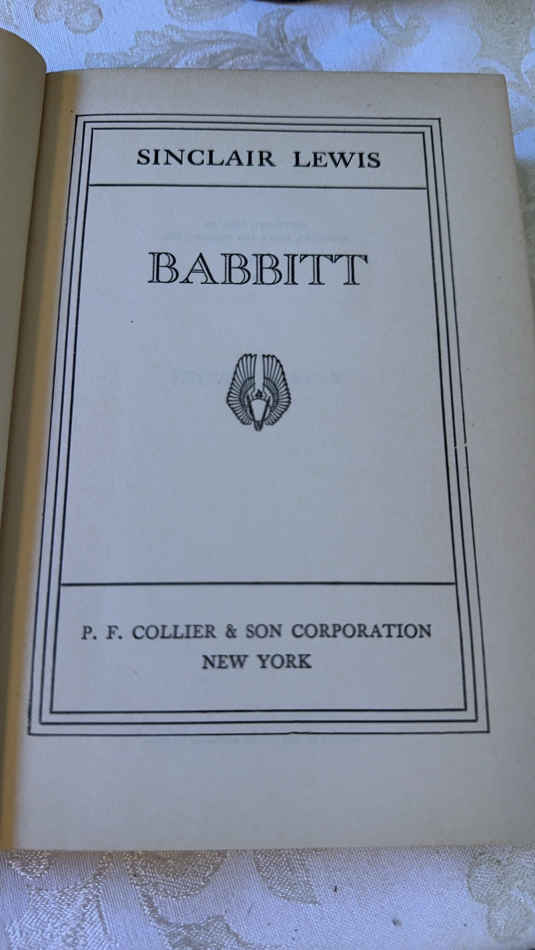 SINCLAIR LEWIS
BABBITT
P. F. COLLIER & SON CORPORATION
NEW YORK